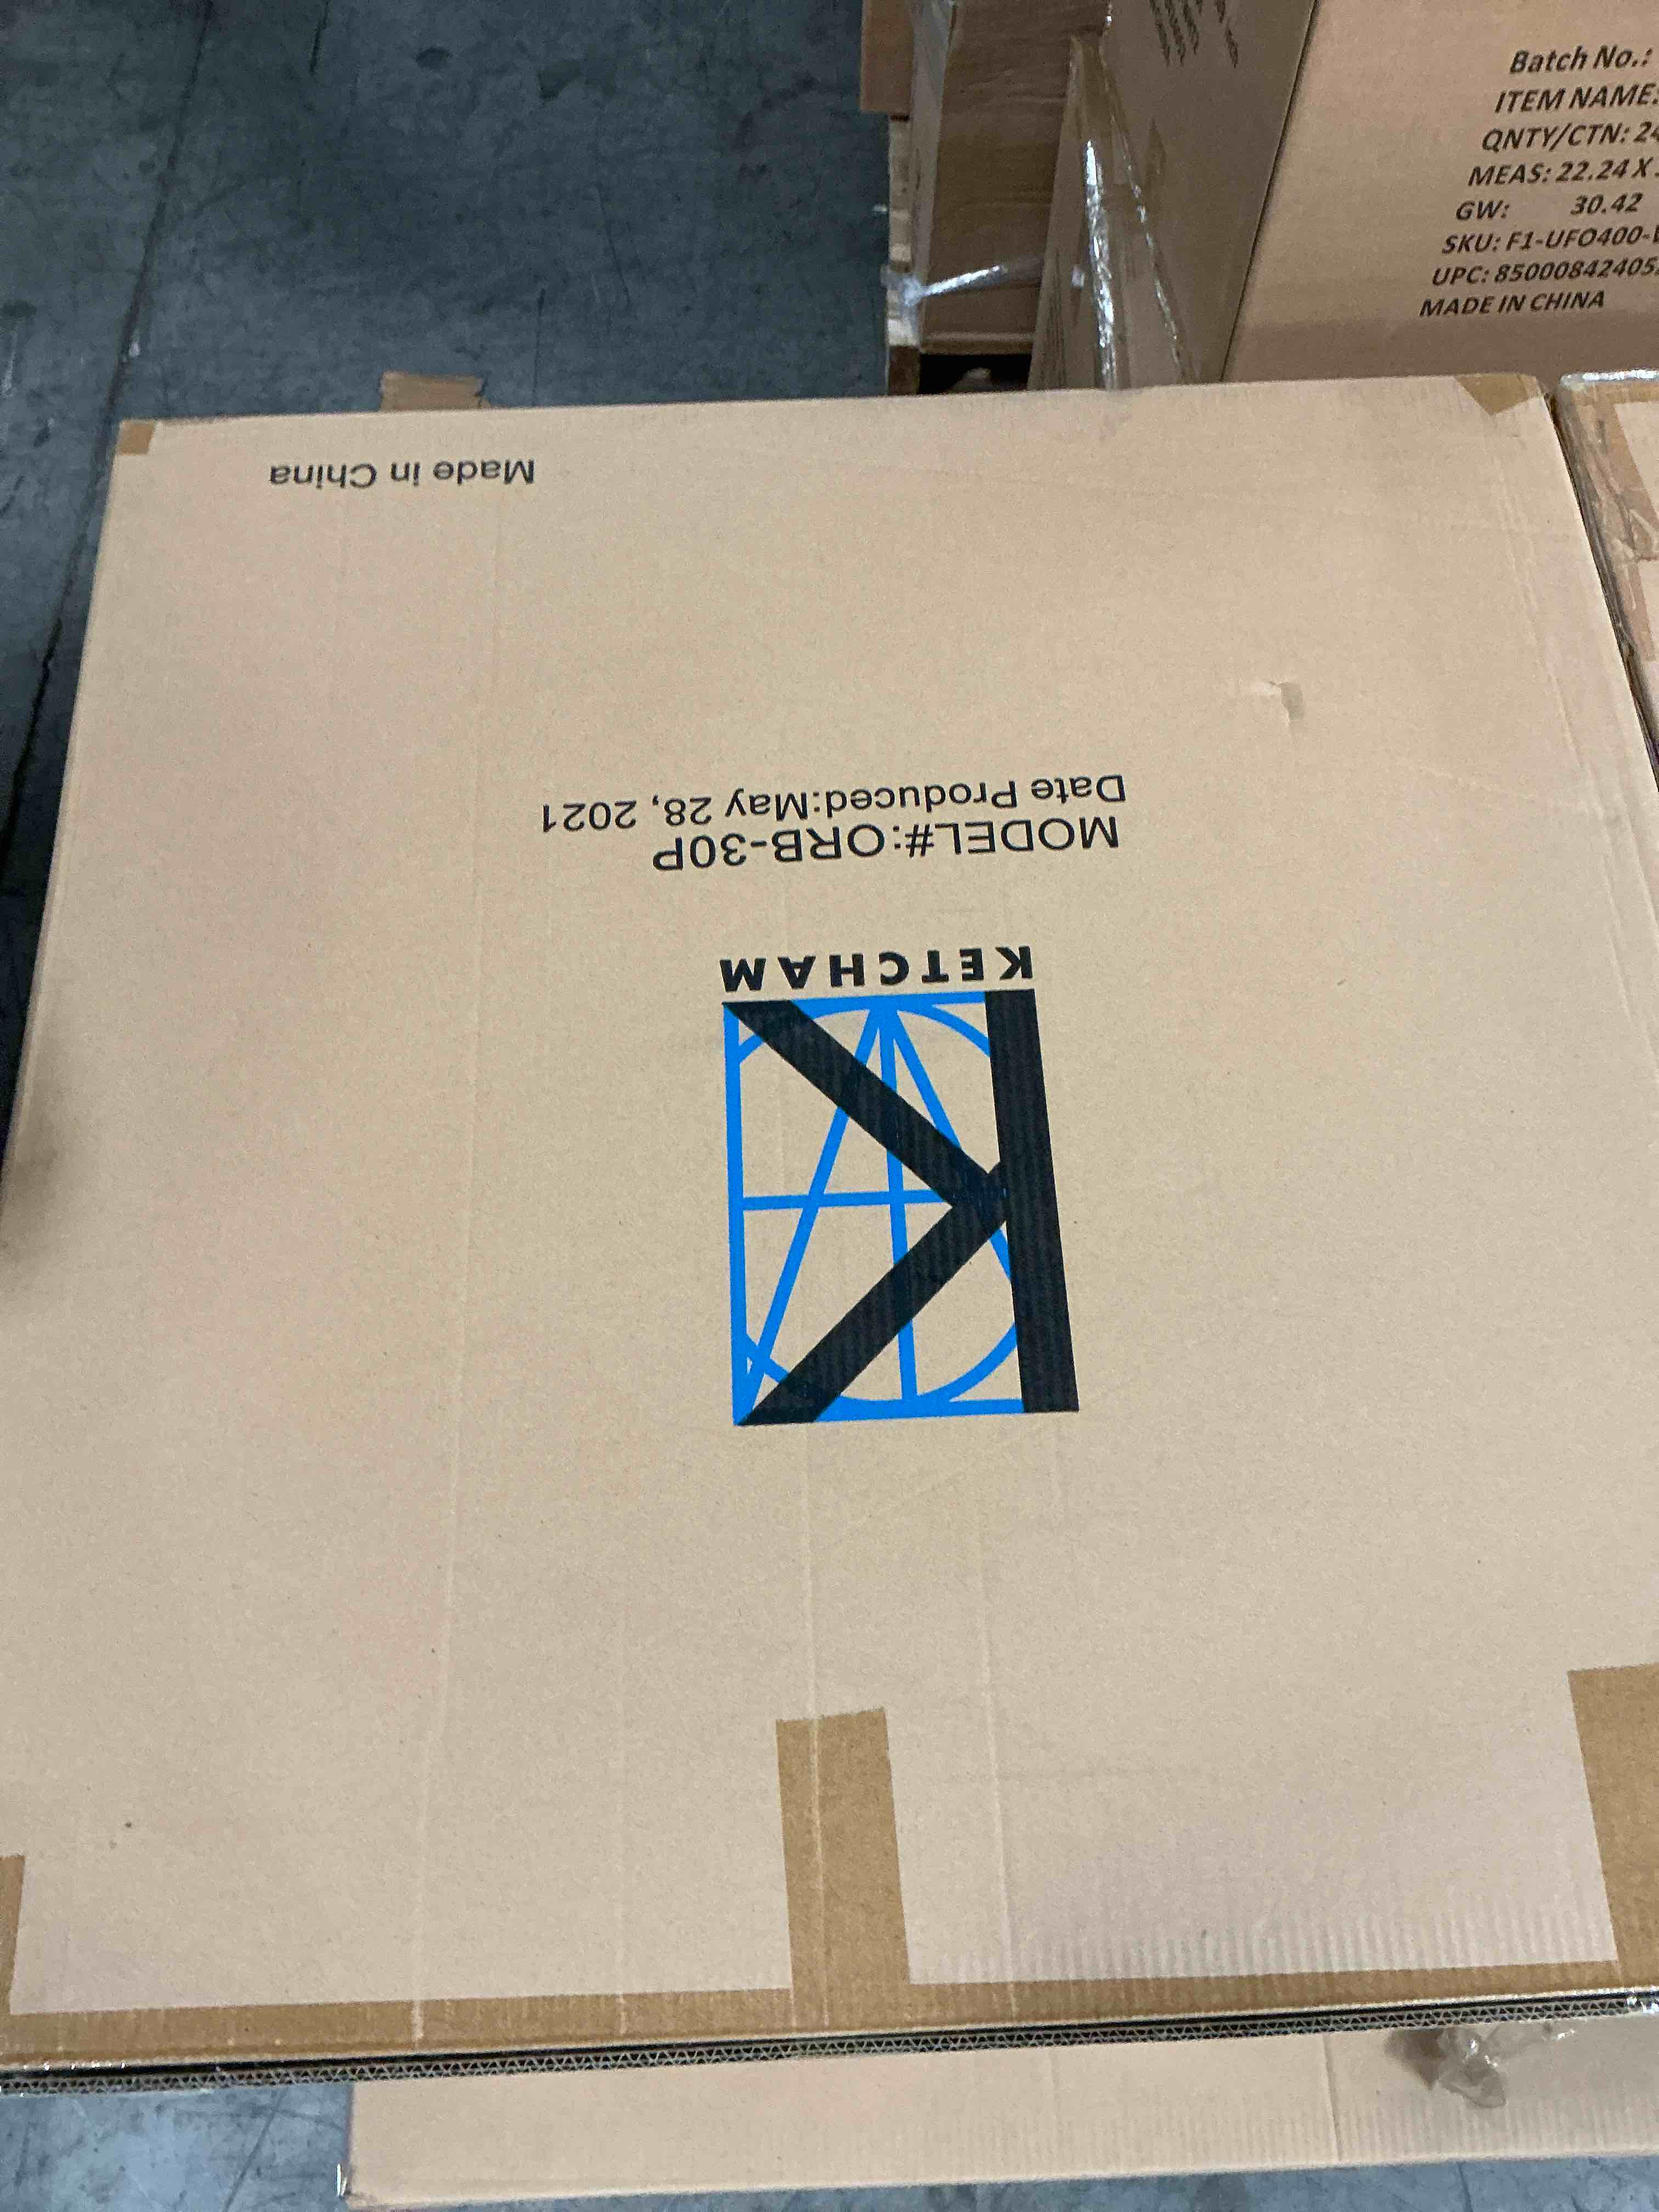 KETCHAM
MODEL#:ORB-30P
Date Produced:May 28, 2021
Made in China
Batch No.:
ITEM NAME:
QNTY/CTN: 24
MEAS: 22.24 X
GW: 30.42
SKU: F1-UFO400-
UPC: 85000842405
MADE IN CHINA